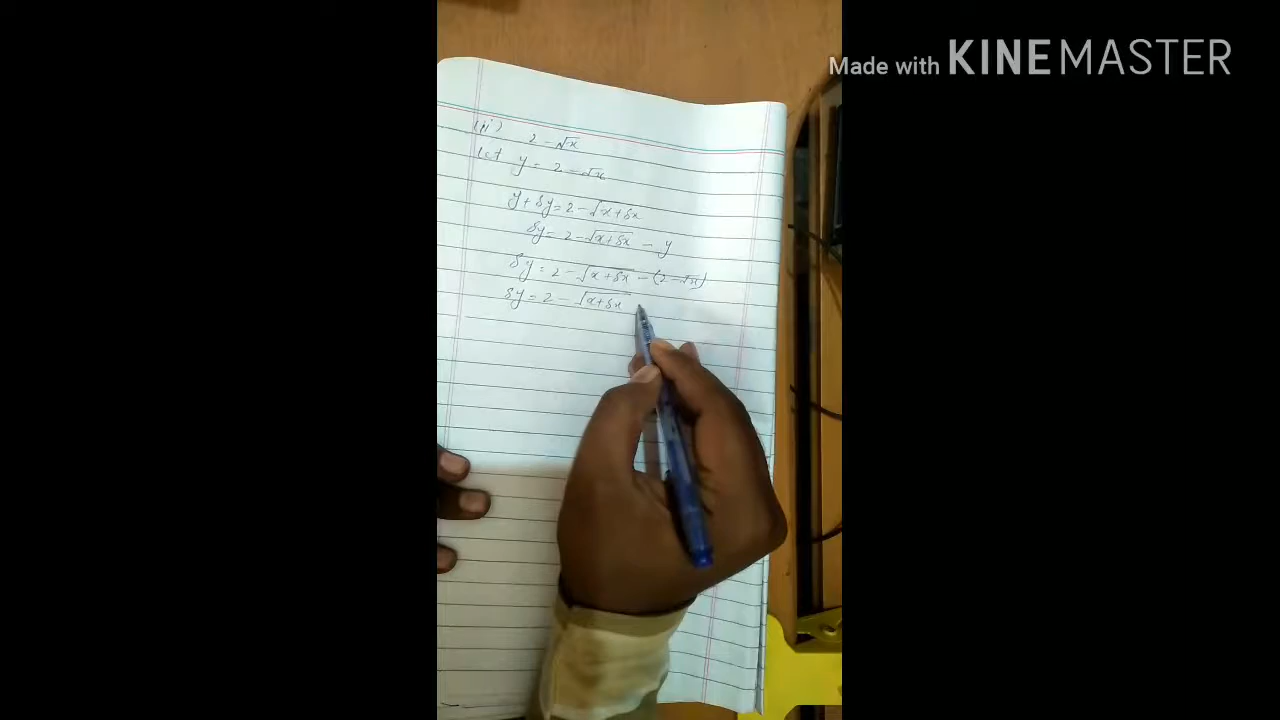 Made with KINEMASTER
(ii) 2 - √x
Let y = 2 - √x
y + δy = 2 - √x+δx
δy = 2 - √x+δx - y
δy = 2 - √x+δx - (2 - √x)
δy = 2 - √x+δx